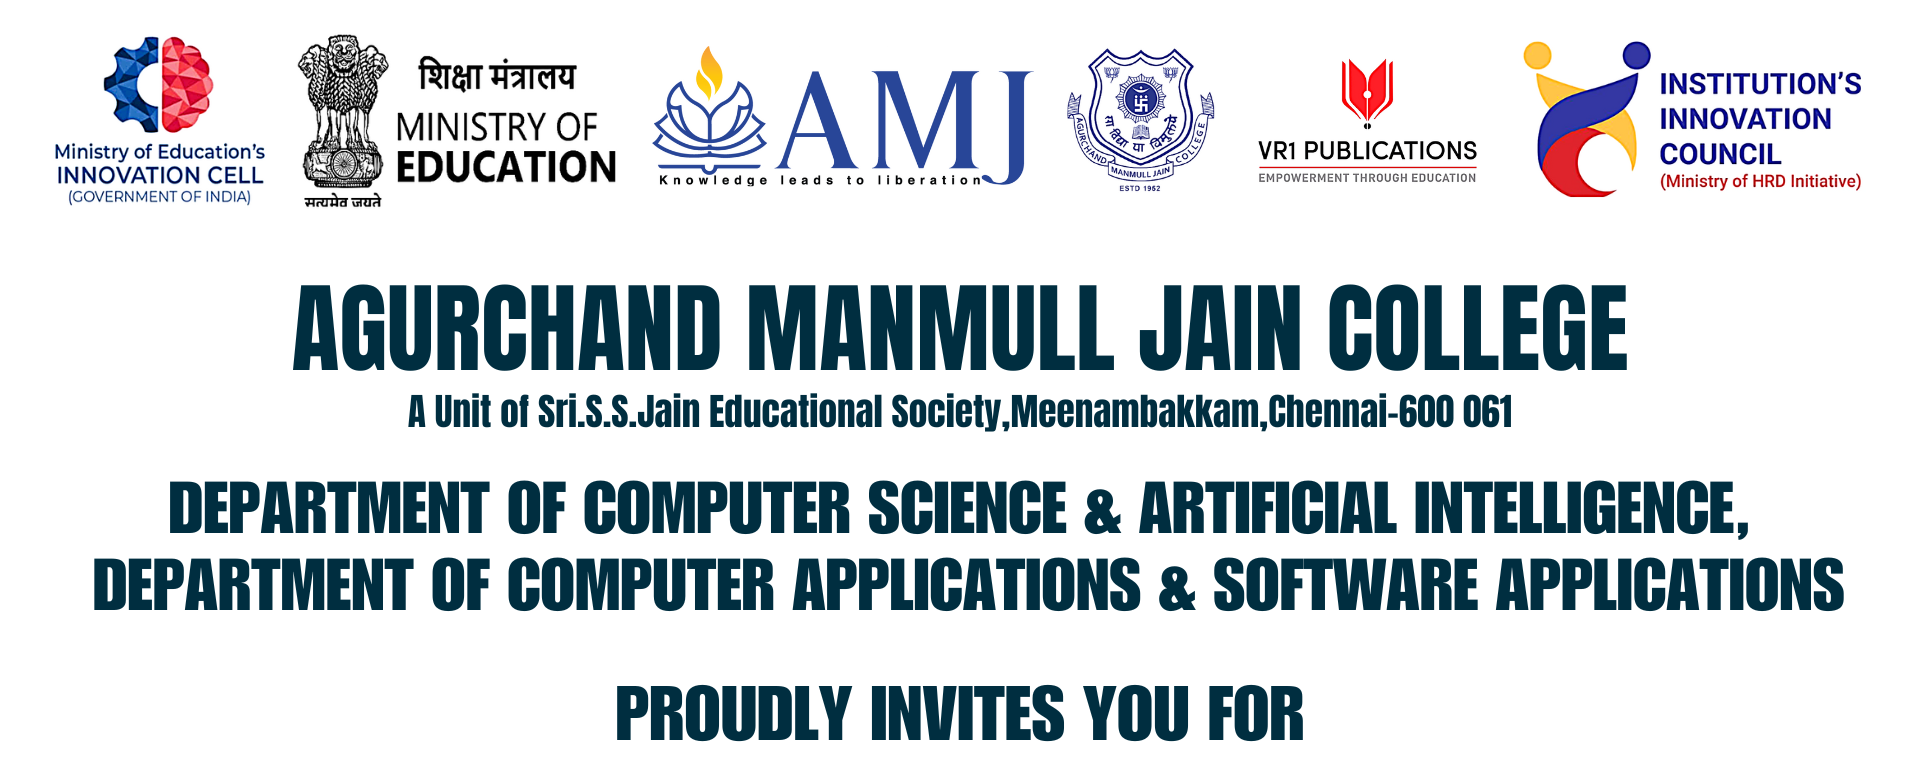 Ministry of Education's
INNOVATION CELL
(GOVERNMENT OF INDIA)
सत्यमेव जयते
शिक्षा मंत्रालय
MINISTRY OF
EDUCATION
AMJ
Knowledge leads to liberation
सा विद्या या विमुक्तये
AGURCHAND MANMULL JAIN COLLEGE
ESTD 1952
VR1 PUBLICATIONS
EMPOWERMENT THROUGH EDUCATION
INSTITUTION'S
INNOVATION
COUNCIL
(Ministry of HRD Initiative)
AGURCHAND MANMULL JAIN COLLEGE
A Unit of Sri.S.S.Jain Educational Society,Meenambakkam,Chennai-600 061
DEPARTMENT OF COMPUTER SCIENCE & ARTIFICIAL INTELLIGENCE,
DEPARTMENT OF COMPUTER APPLICATIONS & SOFTWARE APPLICATIONS
PROUDLY INVITES YOU FOR